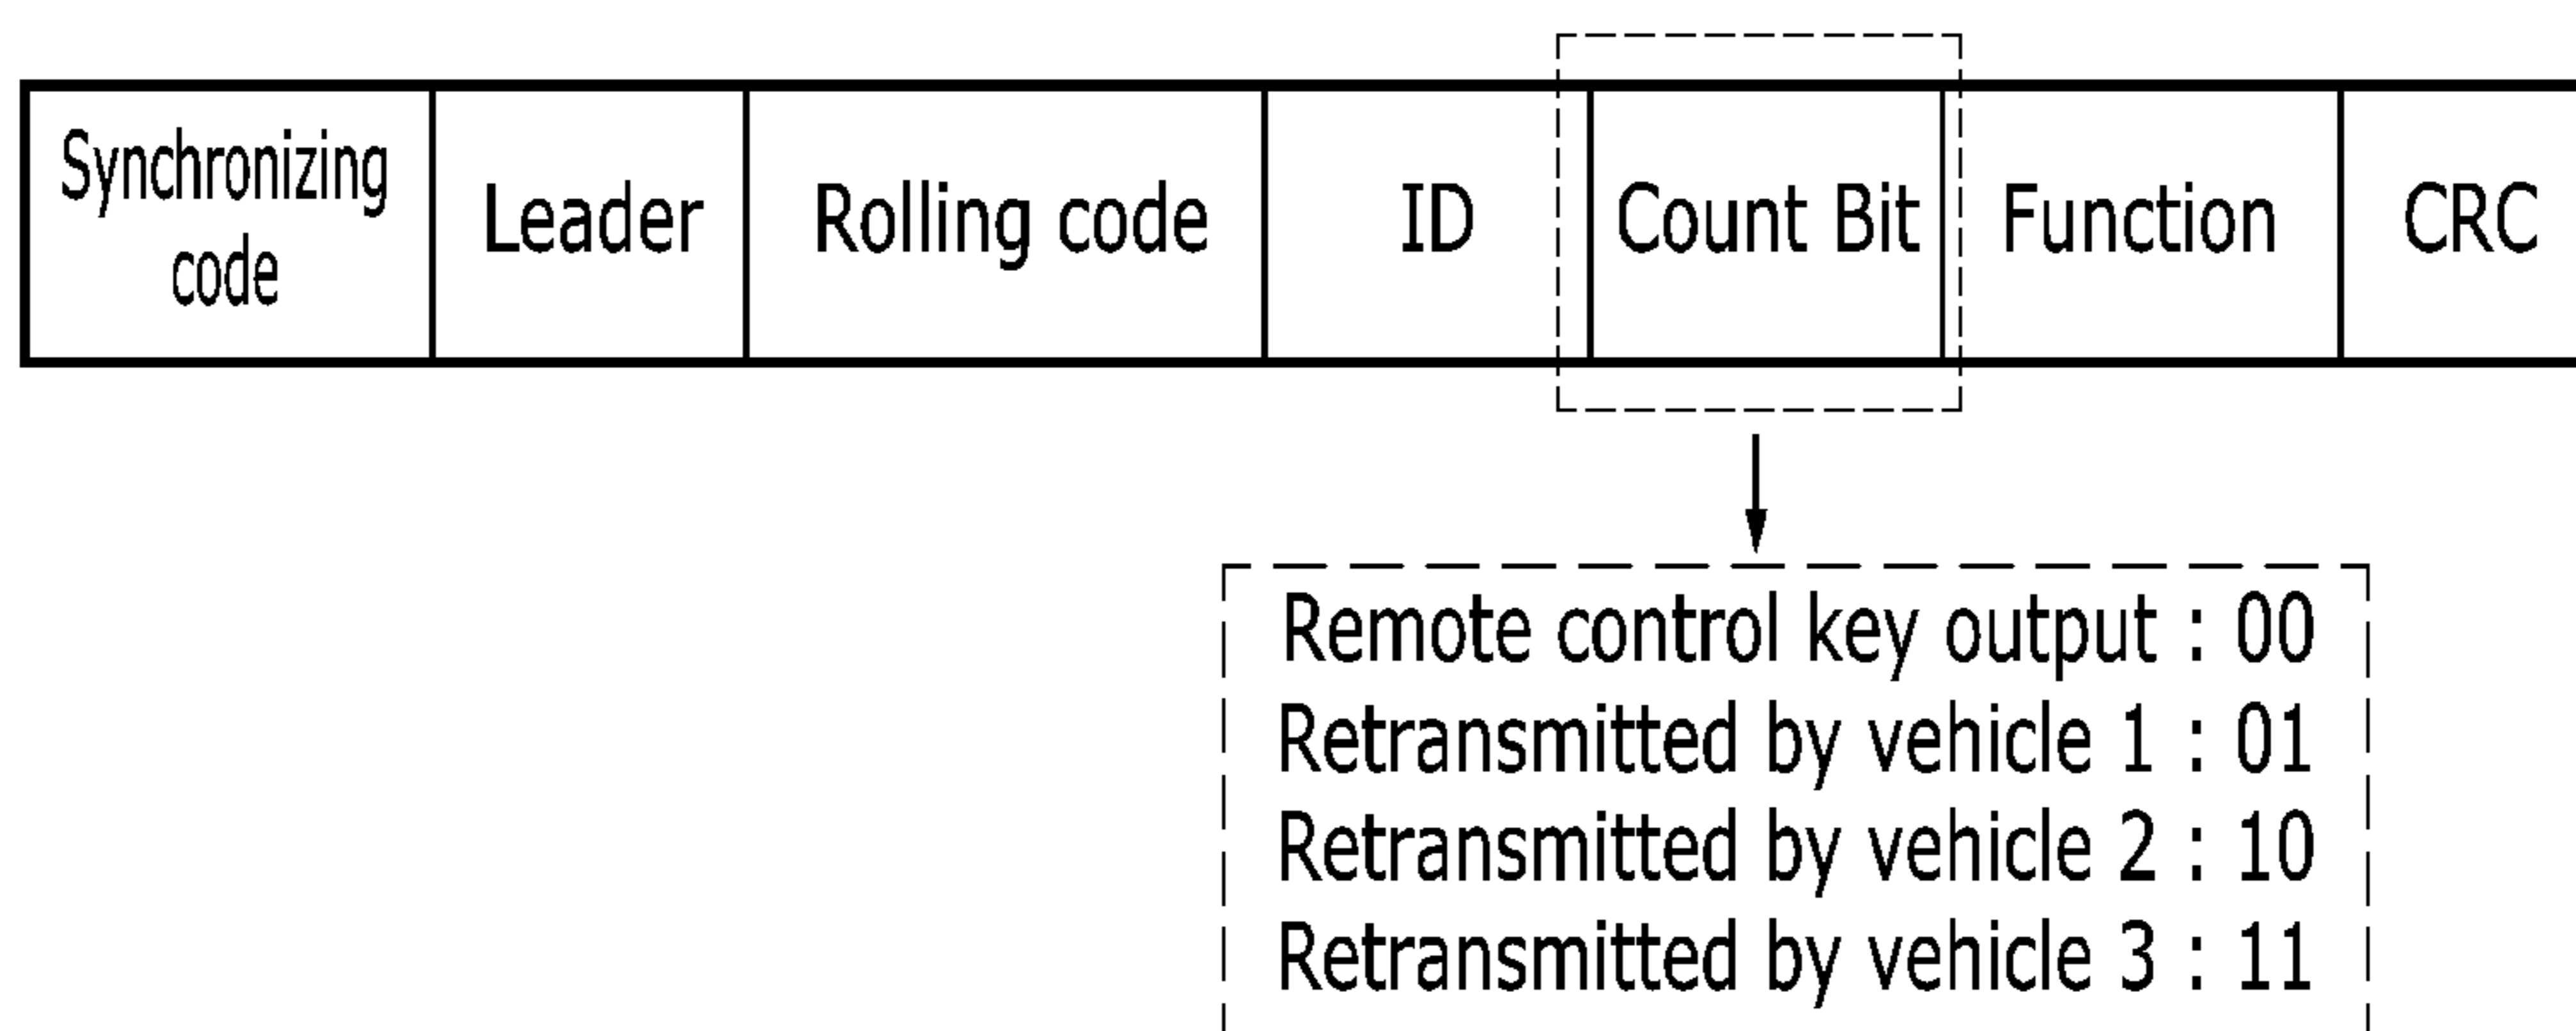 Synchronizing
code
Leader
Rolling code
ID
Count Bit
Function
CRC
Remote control key output : 00
Retransmitted by vehicle 1 : 01
Retransmitted by vehicle 2 : 10
Retransmitted by vehicle 3 : 11